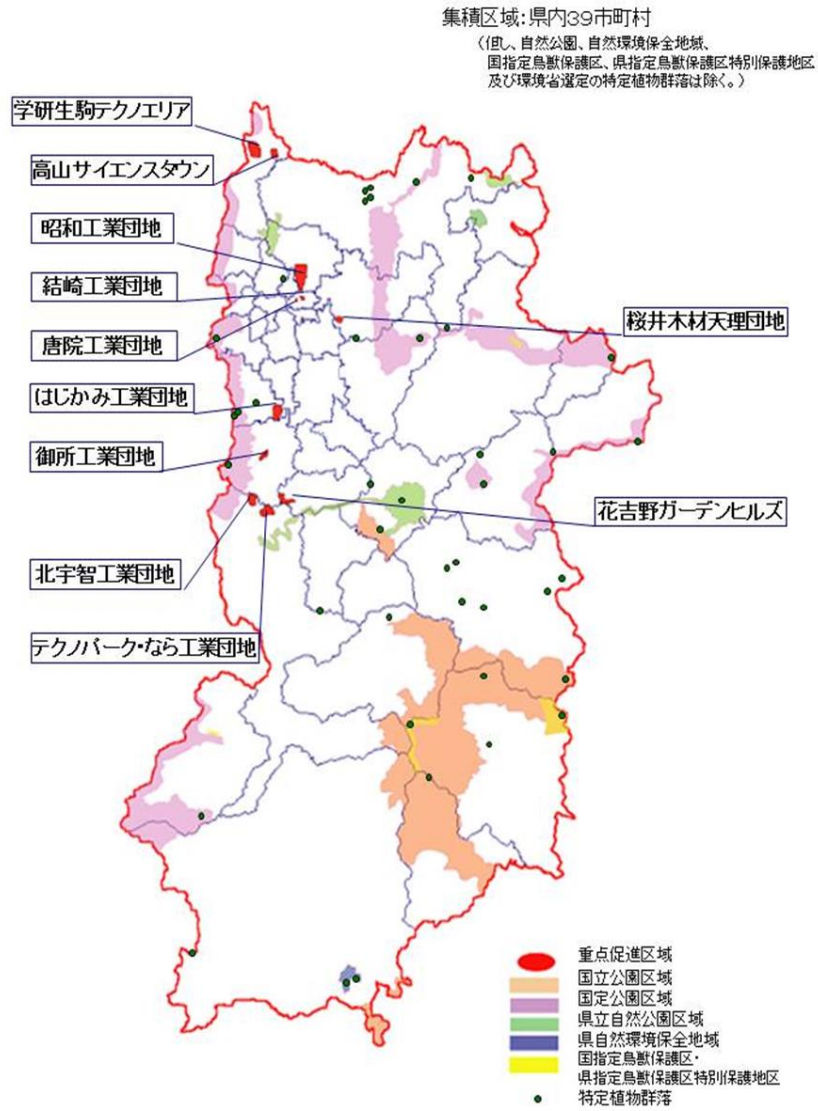 集積区域：県内39市町村
（但し、自然公園、自然環境保全地域、
国指定鳥獣保護区、県指定鳥獣保護区特別保護地区
及び環境省選定の特定植物群落は除く。）
学研生駒テクノエリア
高山サイエンスタウン
昭和工業団地
結崎工業団地
唐院工業団地
はじかみ工業団地
御所工業団地
北宇智工業団地
テクノパーク・なら工業団地
桜井木材天理団地
花吉野ガーデンヒルズ
重点促進区域
国立公園区域
国定公園区域
県立自然公園区域
県自然環境保全地域
国指定鳥獣保護区・
県指定鳥獣保護区特別保護地区
特定植物群落